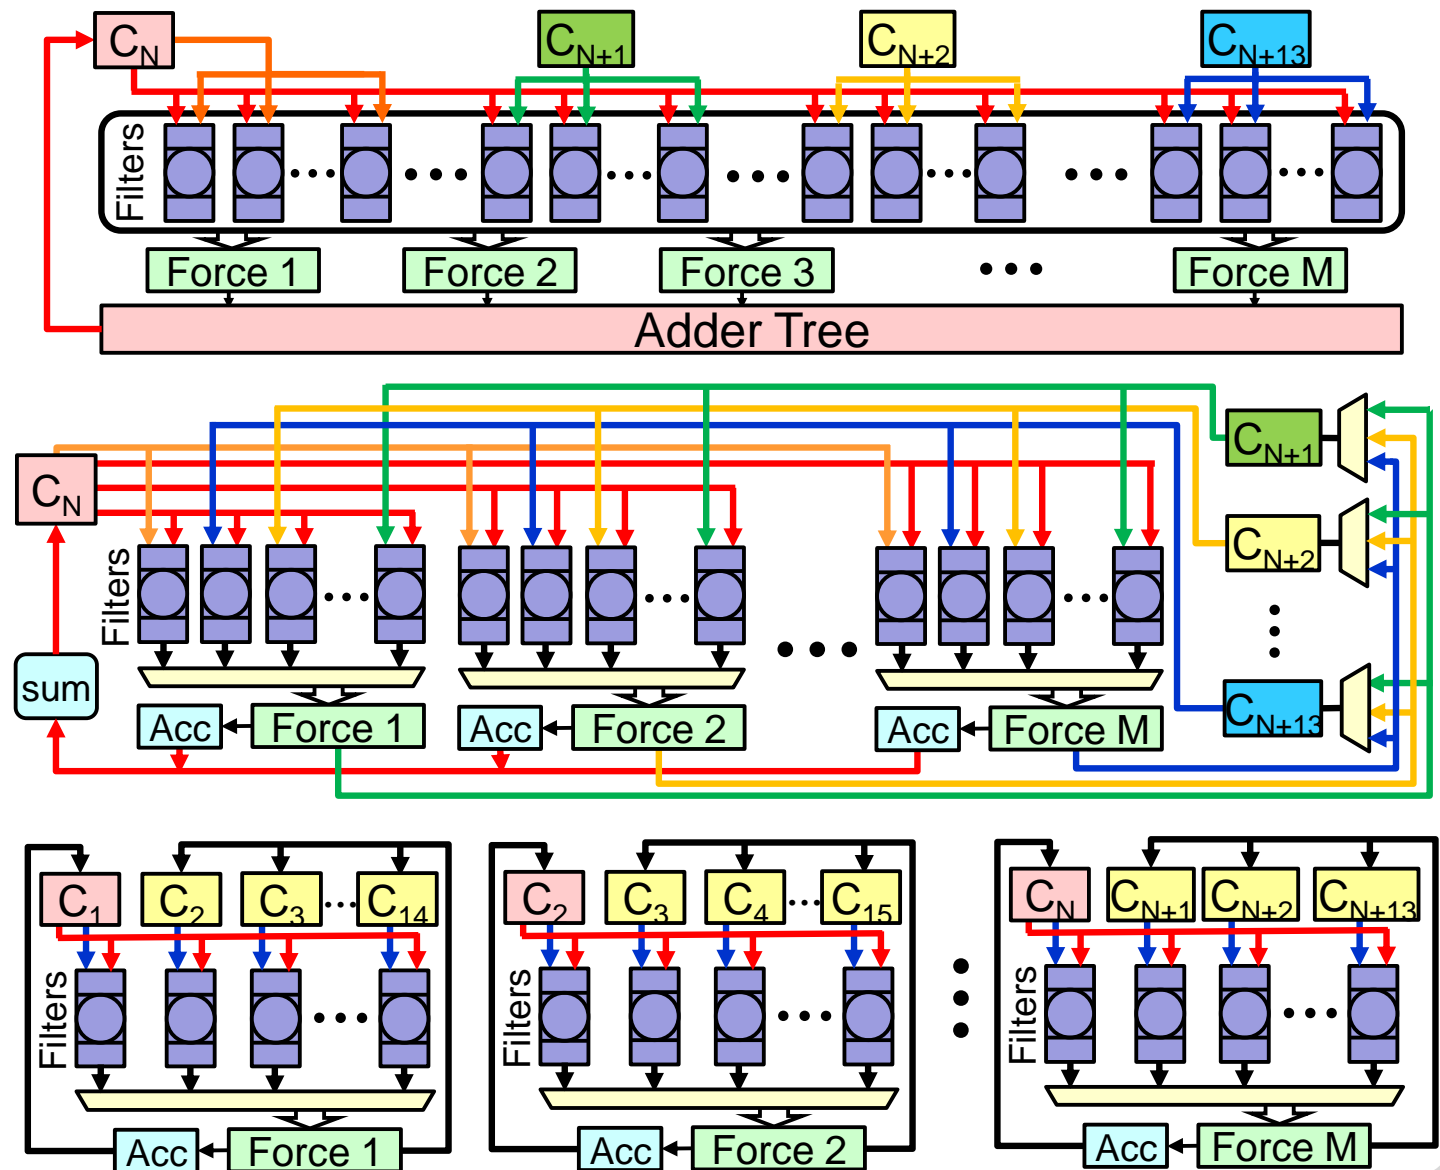 C_N C_N+1 C_N+2 C_N+13
Filters
Force 1 Force 2 Force 3 ... Force M
Adder Tree
C_N+1
C_N
C_N+2
Filters
sum
C_N+13
Acc Force 1 Acc Force 2 Acc Force M
C_1 C_2 C_3 ... C_14 C_2 C_3 C_4 ... C_15 C_N C_N+1 C_N+2 C_N+13
Filters Filters Filters
Acc Force 1 Acc Force 2 Acc Force M